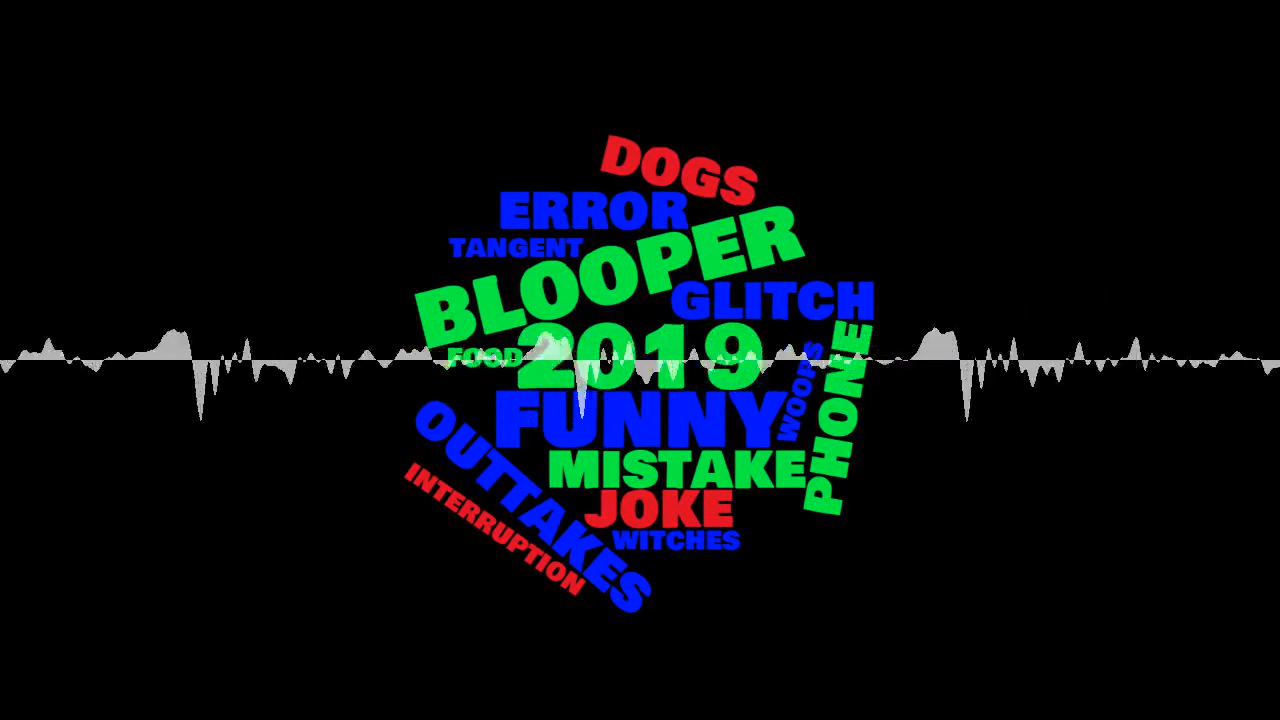 DOGS
ERROR
TANGENT
BLOOPER
GLITCH
FOOD
2019
WOOPS
PHONE
FUNNY
OUTTAKES
MISTAKE
INTERRUPTION
JOKE
WITCHES